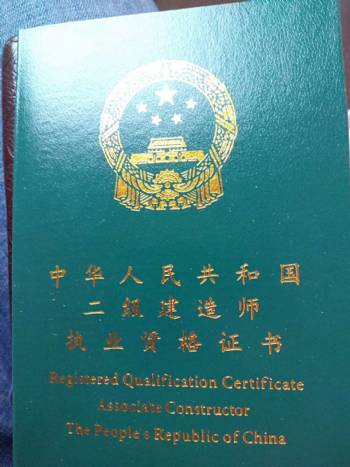 中华人民共和国
二级建造师
执业资格证书
Registered Qualification Certificate
Associate Constructor
The People's Republic of China